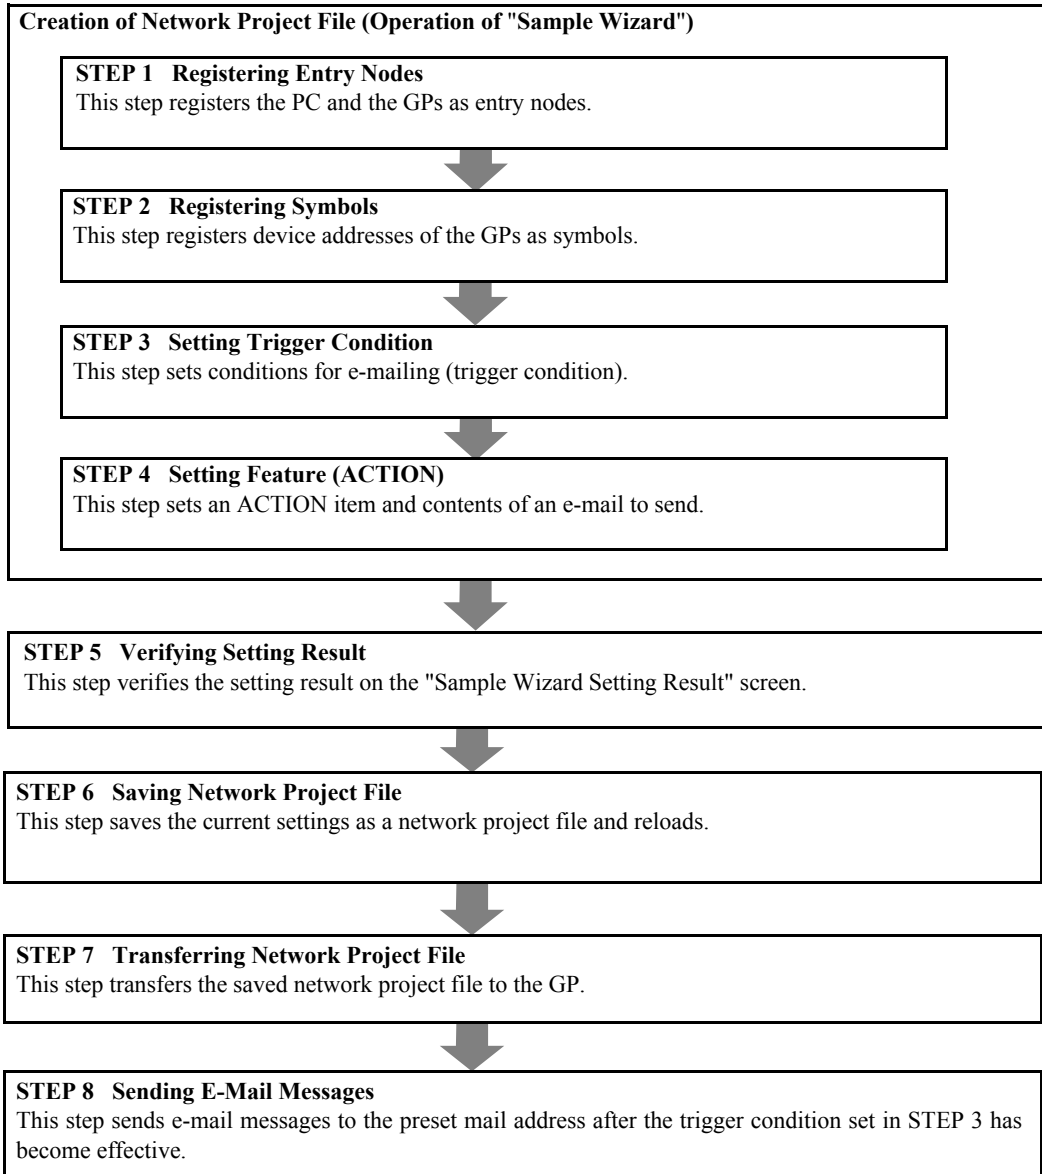 Creation of Network Project File (Operation of "Sample Wizard")
STEP 1 Registering Entry Nodes
This step registers the PC and the GPs as entry nodes.
STEP 2 Registering Symbols
This step registers device addresses of the GPs as symbols.
STEP 3 Setting Trigger Condition
This step sets conditions for e-mailing (trigger condition).
STEP 4 Setting Feature (ACTION)
This step sets an ACTION item and contents of an e-mail to send.
STEP 5 Verifying Setting Result
This step verifies the setting result on the "Sample Wizard Setting Result" screen.
STEP 6 Saving Network Project File
This step saves the current settings as a network project file and reloads.
STEP 7 Transferring Network Project File
This step transfers the saved network project file to the GP.
STEP 8 Sending E-Mail Messages
This step sends e-mail messages to the preset mail address after the trigger condition set in STEP 3 has
become effective.